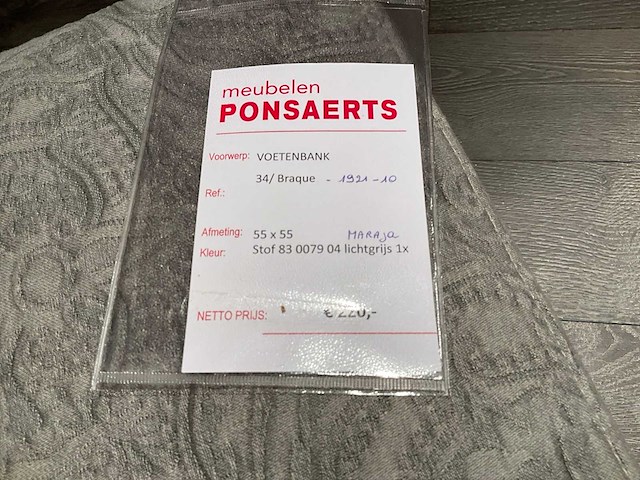 meubelen
PONSAERTS
Voorwerp: VOETENBANK
34/ Braque - 1921-10
Ref.:
Afmeting: 55 x 55 MARAJA
Kleur: Stof 83 0079 04 lichtgrijs 1x
NETTO PRIJS: € 220,-